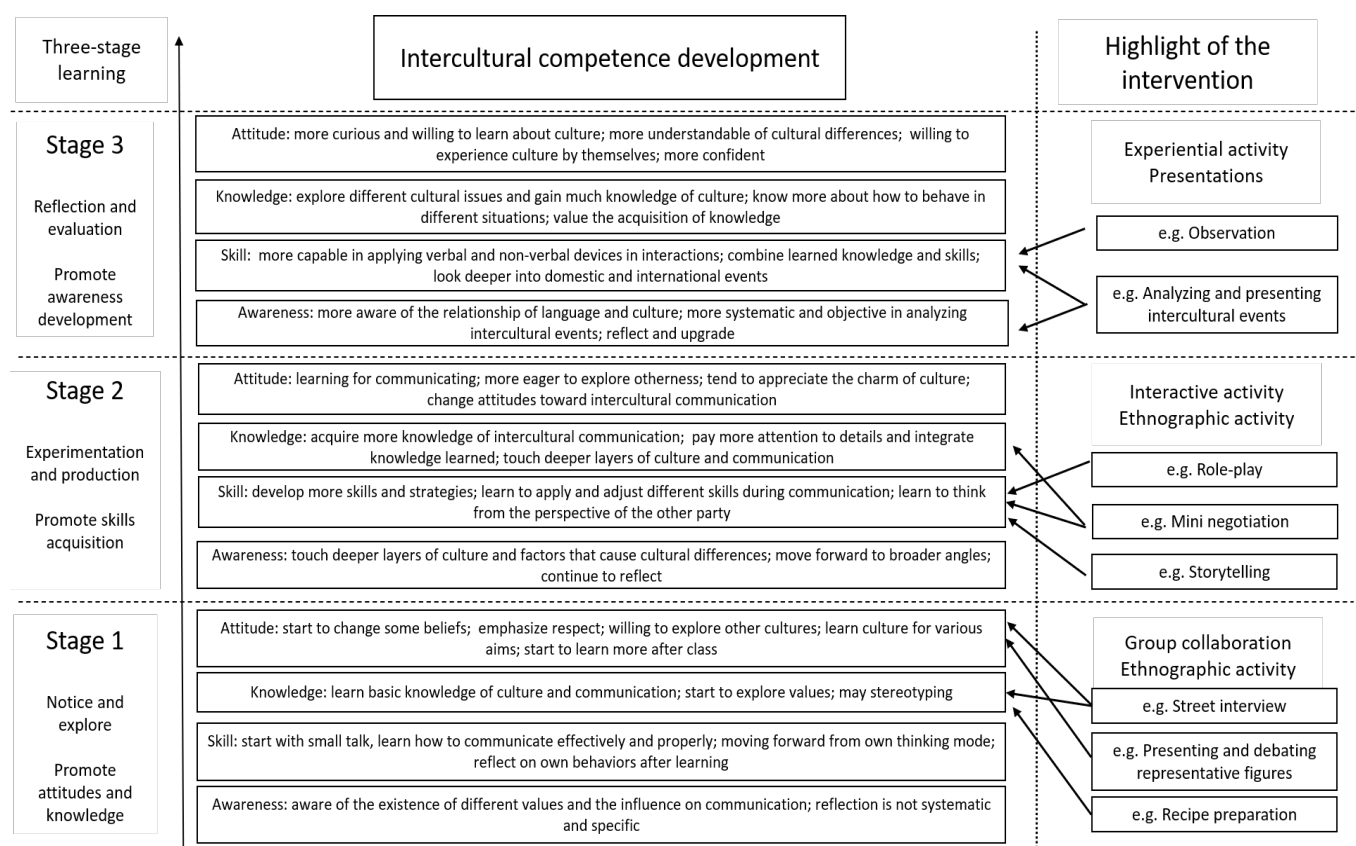 Three-stage
learning
Intercultural competence development
Highlight of the
intervention
Stage 3
Reflection and
evaluation
Promote
awareness
development
Attitude: more curious and willing to learn about culture; more understandable of cultural differences; willing to
experience culture by themselves; more confident
Knowledge: explore different cultural issues and gain much knowledge of culture; know more about how to behave in
different situations; value the acquisition of knowledge
Skill: more capable in applying verbal and non-verbal devices in interactions; combine learned knowledge and skills;
look deeper into domestic and international events
Awareness: more aware of the relationship of language and culture; more systematic and objective in analyzing
intercultural events; reflect and upgrade
Experiential activity
Presentations
e.g. Observation
e.g. Analyzing and presenting
intercultural events
Stage 2
Experimentation
and production
Promote skills
acquisition
Attitude: learning for communicating; more eager to explore otherness; tend to appreciate the charm of culture;
change attitudes toward intercultural communication
Knowledge: acquire more knowledge of intercultural communication; pay more attention to details and integrate
knowledge learned; touch deeper layers of culture and communication
Skill: develop more skills and strategies; learn to apply and adjust different skills during communication; learn to think
from the perspective of the other party
Awareness: touch deeper layers of culture and factors that cause cultural differences; move forward to broader angles;
continue to reflect
Interactive activity
Ethnographic activity
e.g. Role-play
e.g. Mini negotiation
e.g. Storytelling
Stage 1
Notice and
explore
Promote
attitudes and
knowledge
Attitude: start to change some beliefs; emphasize respect; willing to explore other cultures; learn culture for various
aims; start to learn more after class
Knowledge: learn basic knowledge of culture and communication; start to explore values; may stereotyping
Skill: start with small talk, learn how to communicate effectively and properly; moving forward from own thinking mode;
reflect on own behaviors after learning
Awareness: aware of the existence of different values and the influence on communication; reflection is not systematic
and specific
Group collaboration
Ethnographic activity
e.g. Street interview
e.g. Presenting and debating
representative figures
e.g. Recipe preparation